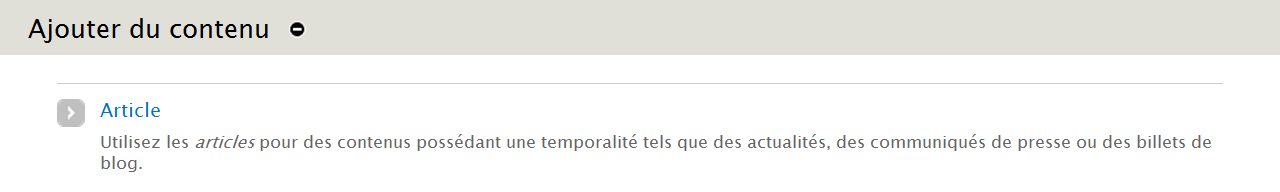 Ajouter du contenu
Article
Utilisez les articles pour des contenus possédant une temporalité tels que des actualités, des communiqués de presse ou des billets de
blog.